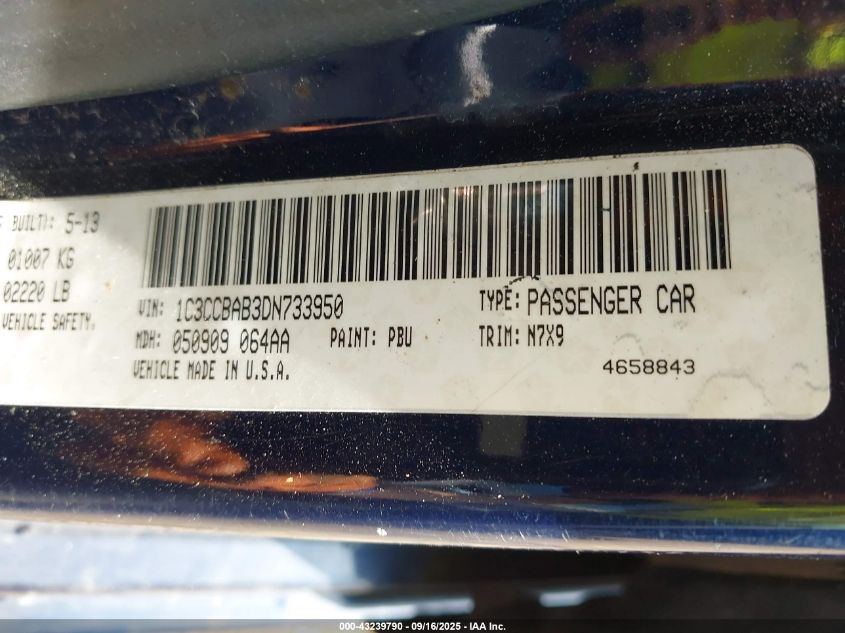 BUILT): 5-13
01007 KG
02220 LB
VEHICLE SAFETY.
VIN: 1C3CCBAB3DN733950 TYPE: PASSENGER CAR
MDH: 050909 064AA PAINT: PBU TRIM: N7X9
VEHICLE MADE IN U.S.A. 4658843
000-43239790 - 09/16/2025 - IAA Inc.